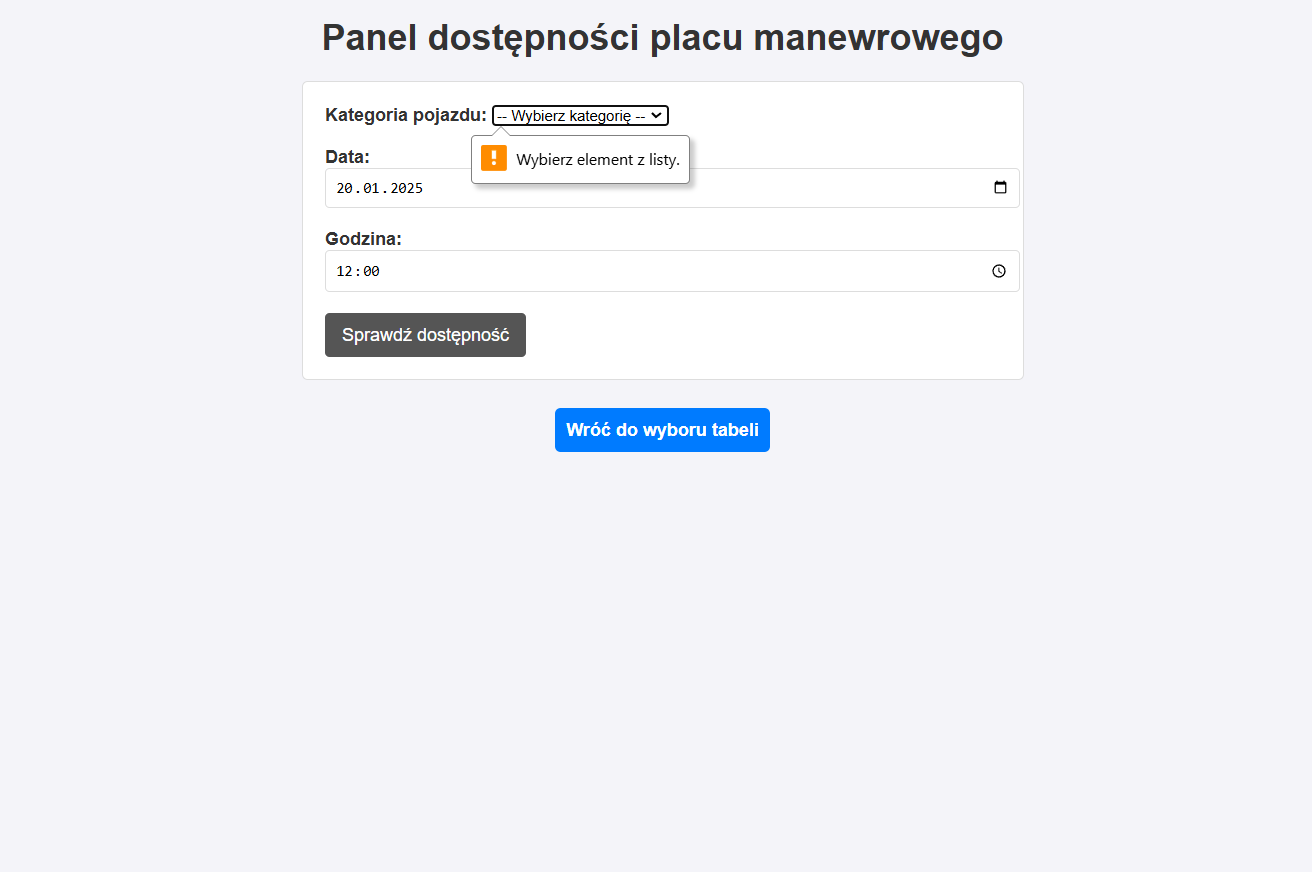 Panel dostępności placu manewrowego
Kategoria pojazdu: -- Wybierz kategorię --
Wybierz element z listy.
Data:
20.01.2025
Godzina:
12:00
Sprawdź dostępność
Wróć do wyboru tabeli